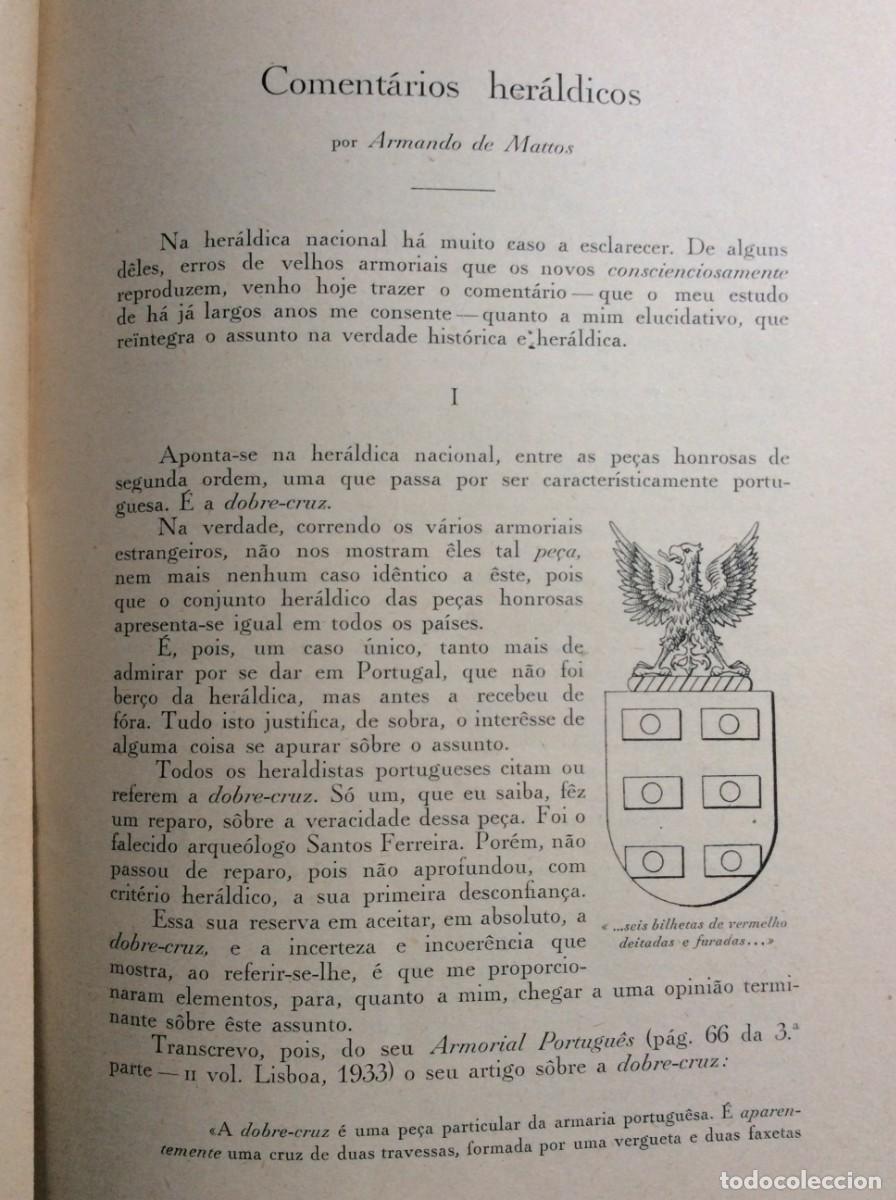 Comentários heráldicos
por Armando de Mattos
Na heráldica nacional há muito caso a esclarecer. De alguns
dêles, erros de velhos armoriais que os novos conscienciosamente
reproduzem, venho hoje trazer o comentário — que o meu estudo
de há já largos anos me consente — quanto a mim elucidativo, que
reïntegra o assunto na verdade histórica e heráldica.
I
Aponta-se na heráldica nacional, entre as peças honrosas de
segunda ordem, uma que passa por ser caracterìsticamente portu-
guesa. É a dobre-cruz.
Na verdade, correndo os vários armoriais
estrangeiros, não nos mostram êles tal peça,
nem mais nenhum caso idêntico a êste, pois
que o conjunto heráldico das peças honrosas
apresenta-se igual em todos os países.
É, pois, um caso único, tanto mais de
admirar por se dar em Portugal, que não foi
berço da heráldica, mas antes a recebeu de
fóra. Tudo isto justifica, de sobra, o interêsse de
alguma coisa se apurar sôbre o assunto.
Todos os heraldistas portugueses citam ou
referem a dobre-cruz. Só um, que eu saiba, fêz
um reparo, sôbre a veracidade dessa peça. Foi o
falecido arqueólogo Santos Ferreira. Porém, não
passou de reparo, pois não aprofundou, com
critério heráldico, a sua primeira desconfiança.
Essa sua reserva em aceitar, em absoluto, a
dobre-cruz, e a incerteza e incoerência que
mostra, ao referir-se-lhe, é que me proporcio-
naram elementos, para, quanto a mim, chegar a uma opinião termi-
nante sôbre êste assunto.
« ...seis bilhetas de vermelho
deitadas e furadas...»
Transcrevo, pois, do seu Armorial Português (pág. 66 da 3.ª
parte — II vol. Lisboa, 1933) o seu artigo sôbre a dobre-cruz:
«A dobre-cruz é uma peça particular da armaria portuguêsa. É aparen-
temente uma cruz de duas travessas, formada por uma vergueta e duas faxetas
todocoleccion